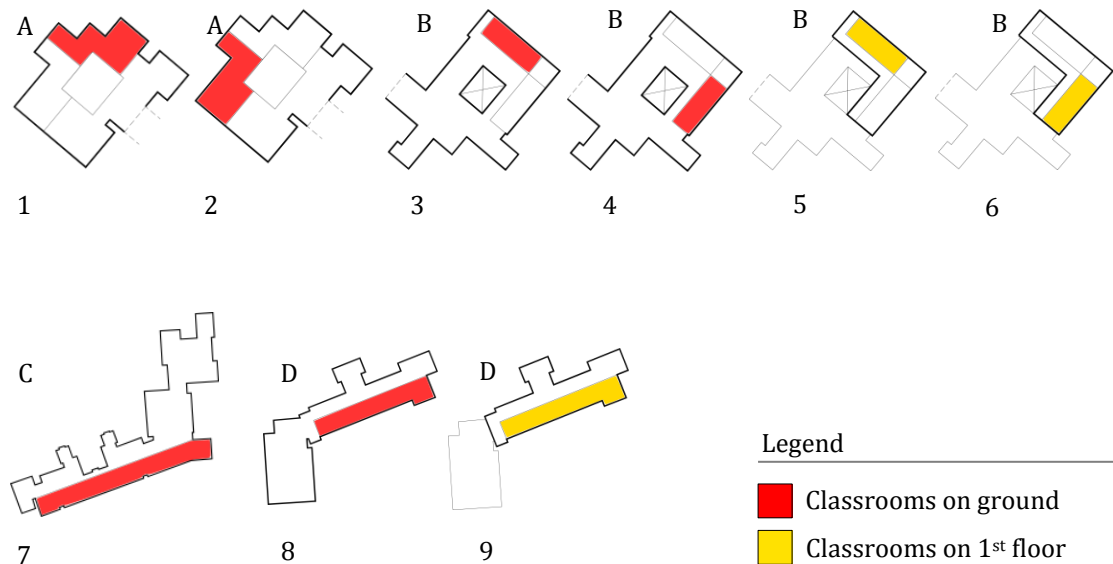 A A B B B B
1 2 3 4 5 6
C D D
7 8 9
Legend
Classrooms on ground
Classrooms on 1st floor